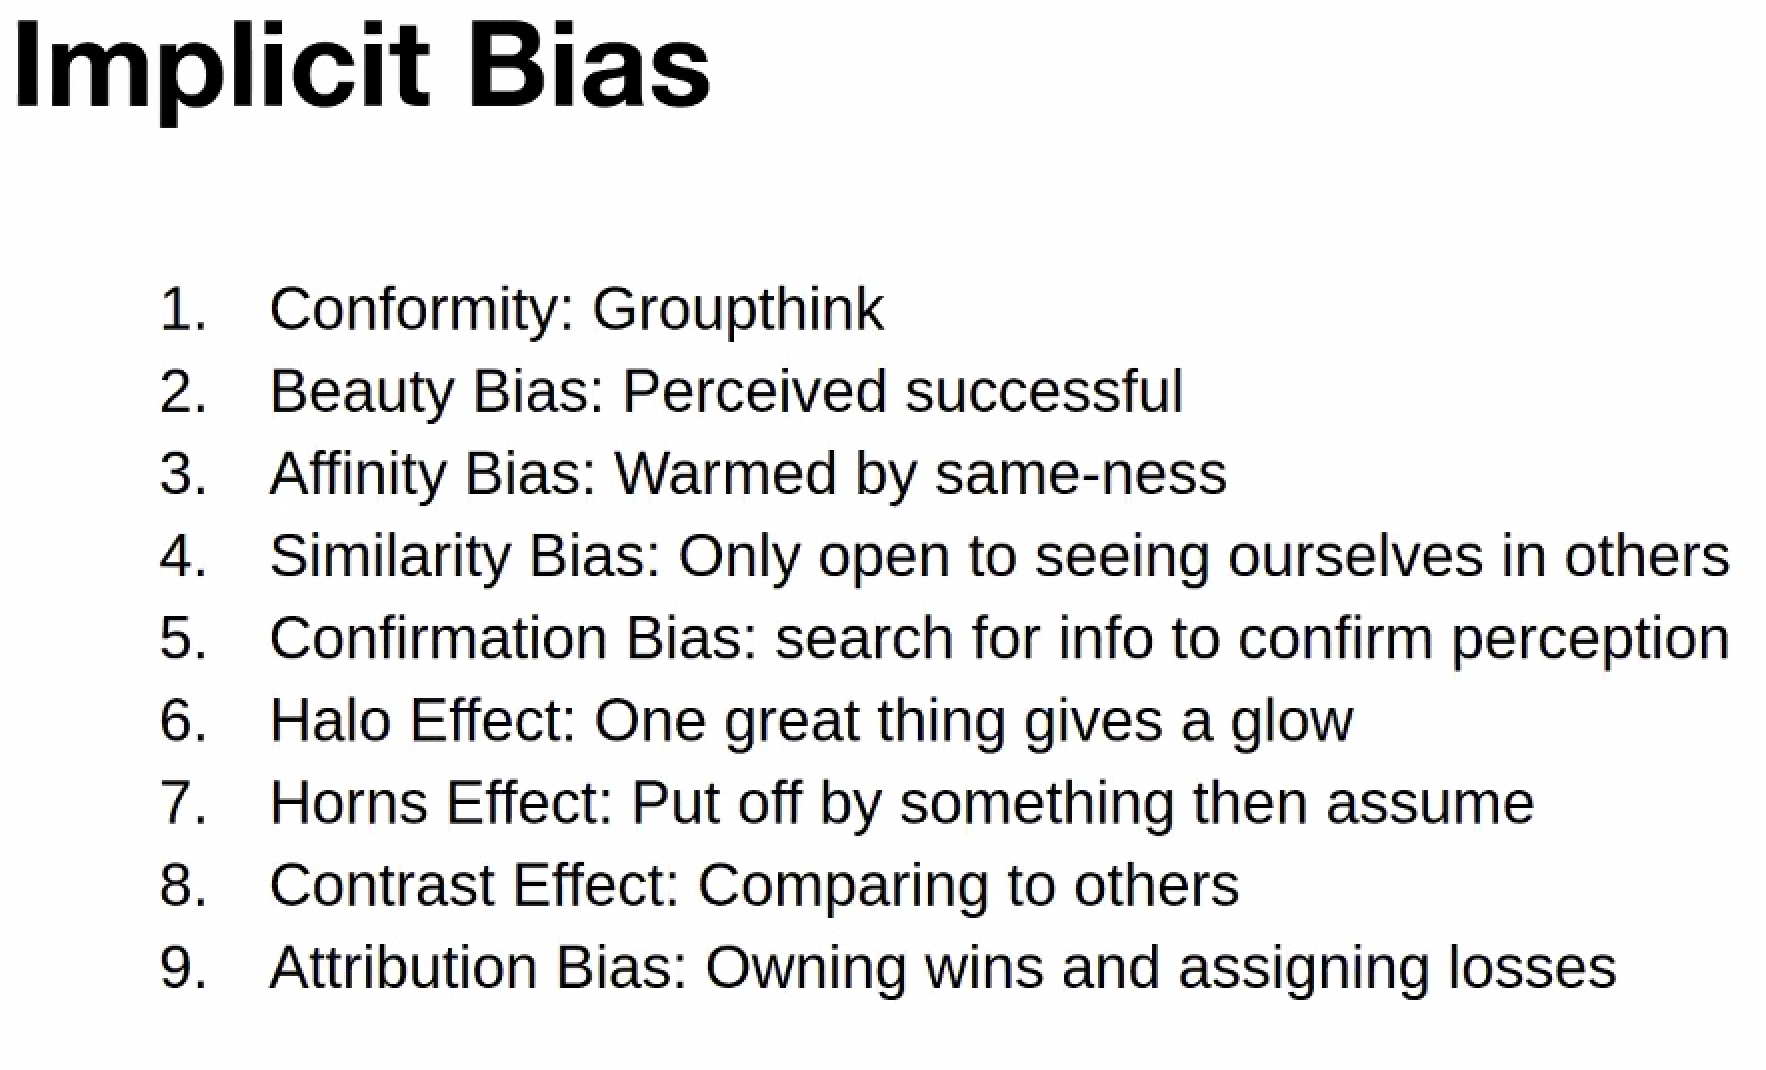 Implicit Bias
1. Conformity: Groupthink
2. Beauty Bias: Perceived successful
3. Affinity Bias: Warmed by same-ness
4. Similarity Bias: Only open to seeing ourselves in others
5. Confirmation Bias: search for info to confirm perception
6. Halo Effect: One great thing gives a glow
7. Horns Effect: Put off by something then assume
8. Contrast Effect: Comparing to others
9. Attribution Bias: Owning wins and assigning losses